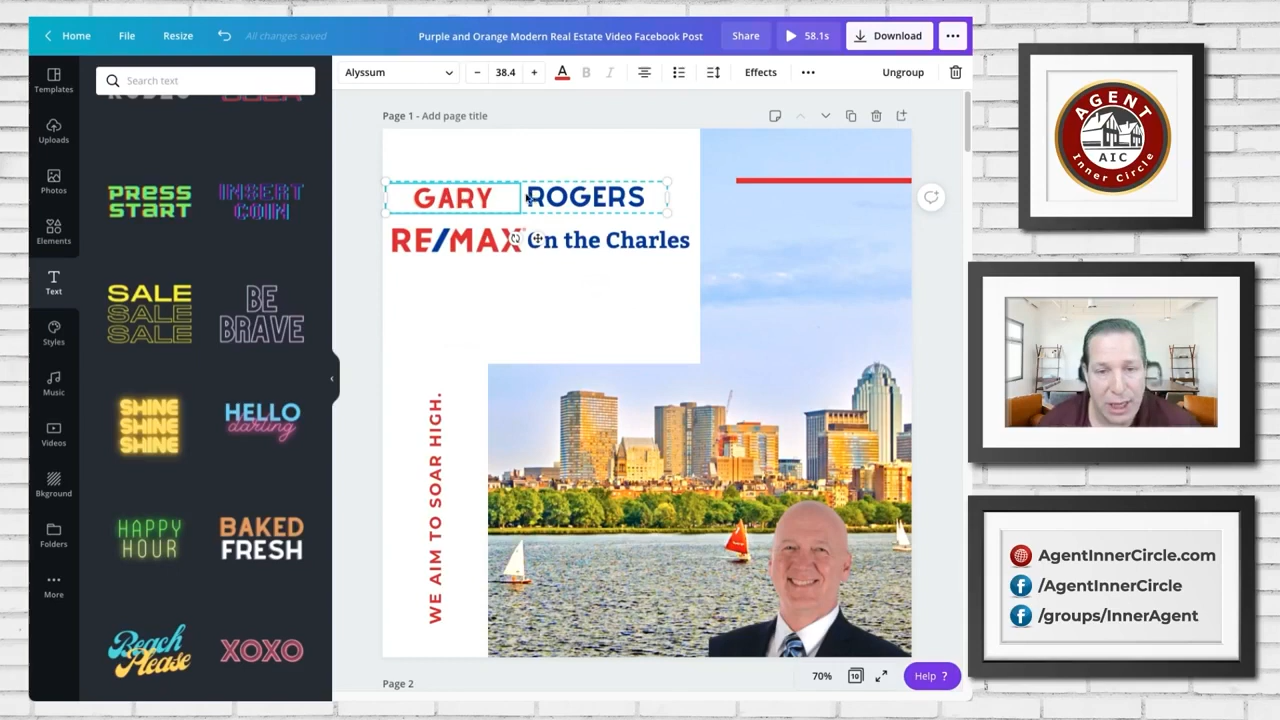 Home File Resize All changes saved Purple and Orange Modern Real Estate Video Facebook Post Share 58.1s Download
Templates
Uploads
Photos
Elements
Text
Styles
Music
Videos
Bkground
Folders
More
Search text
PRESS START
INSERT COIN
SALE
SALE
SALE
BE BRAVE
SHINE
SHINE
SHINE
HELLO
darling
HAPPY HOUR
BAKED FRESH
Beach Please
XOXO
Alyssum 38.4 A B I Effects Ungroup
Page 1 - Add page title
GARY ROGERS
RE/MAX On the Charles
WE AIM TO SOAR HIGH.
Page 2
70% 10 Help ?
AGENT
AIC
Inner Circle
AgentInnerCircle.com
/AgentInnerCircle
/groups/InnerAgent